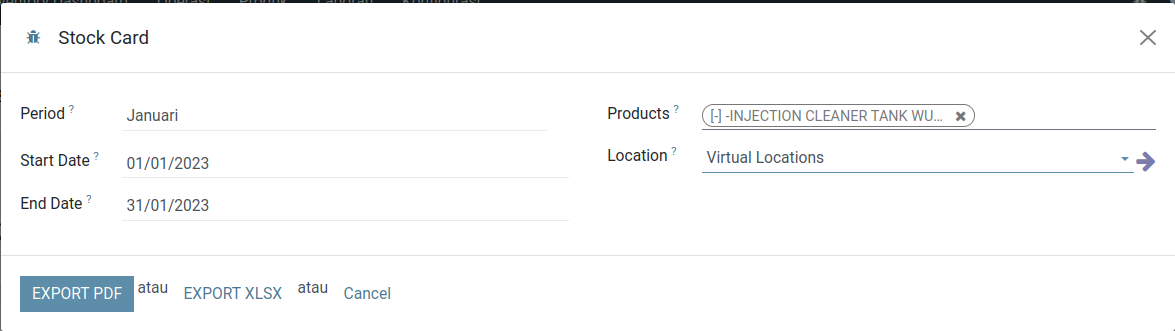 Stock Card
Period ?
Januari
Start Date ?
01/01/2023
End Date ?
31/01/2023
Products ?
[-] -INJECTION CLEANER TANK WU...
Location ?
Virtual Locations
EXPORT PDF atau EXPORT XLSX atau Cancel